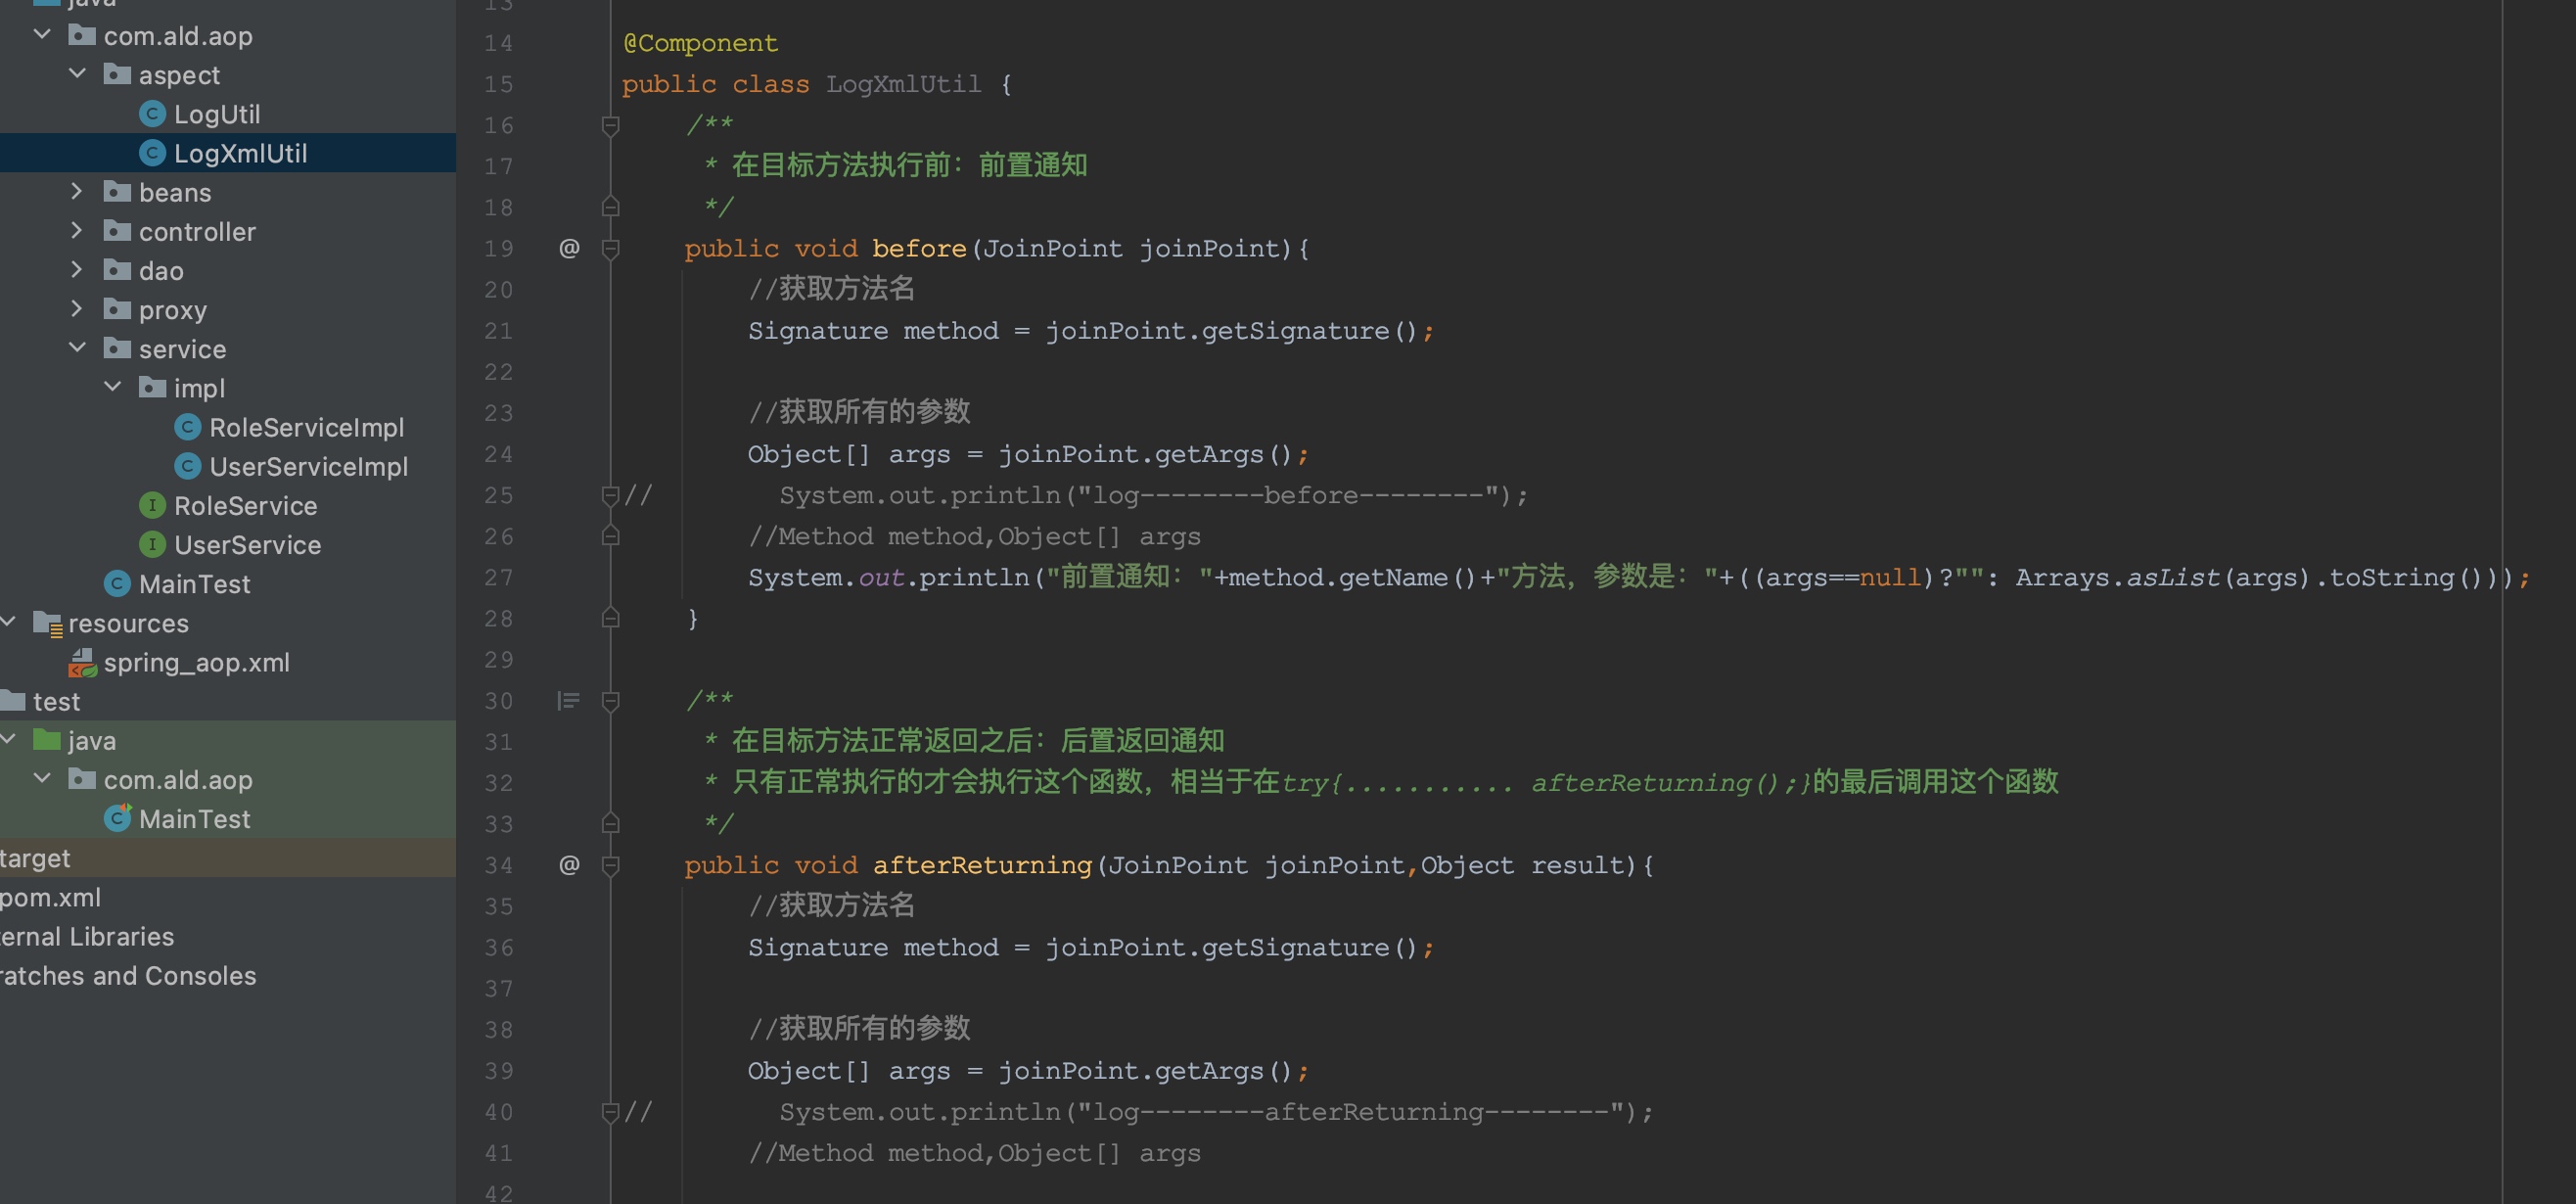 java
com.ald.aop
aspect
LogUtil
LogXmlUtil
beans
controller
dao
proxy
service
impl
RoleServiceImpl
UserServiceImpl
RoleService
UserService
MainTest
resources
spring_aop.xml
test
java
com.ald.aop
MainTest
target
pom.xml
ernal Libraries
ratches and Consoles
13
14 @Component
15 public class LogXmlUtil {
16 /**
17 * 在目标方法执行前：前置通知
18 */
19 @ public void before(JoinPoint joinPoint){
20 //获取方法名
21 Signature method = joinPoint.getSignature();
22
23 //获取所有的参数
24 Object[] args = joinPoint.getArgs();
25 // System.out.println("log--------before--------");
26 //Method method,Object[] args
27 System.out.println("前置通知："+method.getName()+"方法，参数是："+((args==null)?"": Arrays.asList(args).toString()));
28 }
29
30 /**
31 * 在目标方法正常返回之后：后置返回通知
32 * 只有正常执行的才会执行这个函数，相当于在try{........... afterReturning();}的最后调用这个函数
33 */
34 @ public void afterReturning(JoinPoint joinPoint,Object result){
35 //获取方法名
36 Signature method = joinPoint.getSignature();
37
38 //获取所有的参数
39 Object[] args = joinPoint.getArgs();
40 // System.out.println("log--------afterReturning--------");
41 //Method method,Object[] args
42